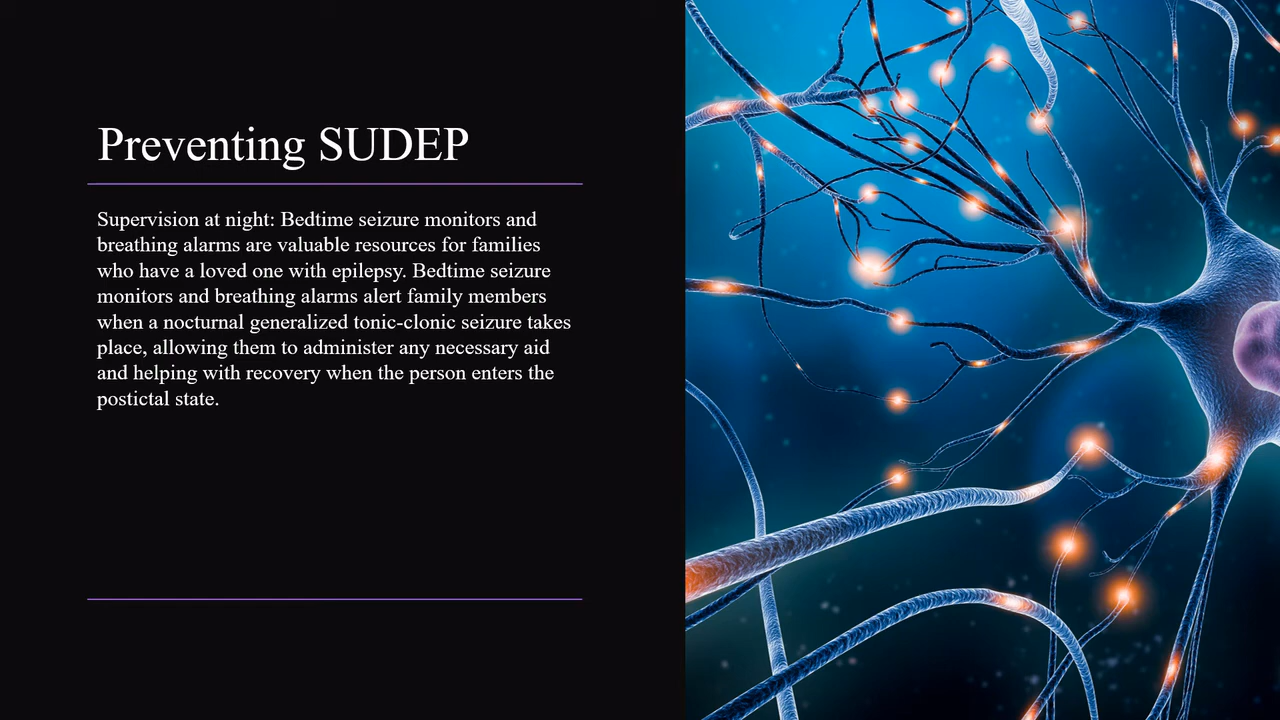 Preventing SUDEP
Supervision at night: Bedtime seizure monitors and
breathing alarms are valuable resources for families
who have a loved one with epilepsy. Bedtime seizure
monitors and breathing alarms alert family members
when a nocturnal generalized tonic-clonic seizure takes
place, allowing them to administer any necessary aid
and helping with recovery when the person enters the
postictal state.